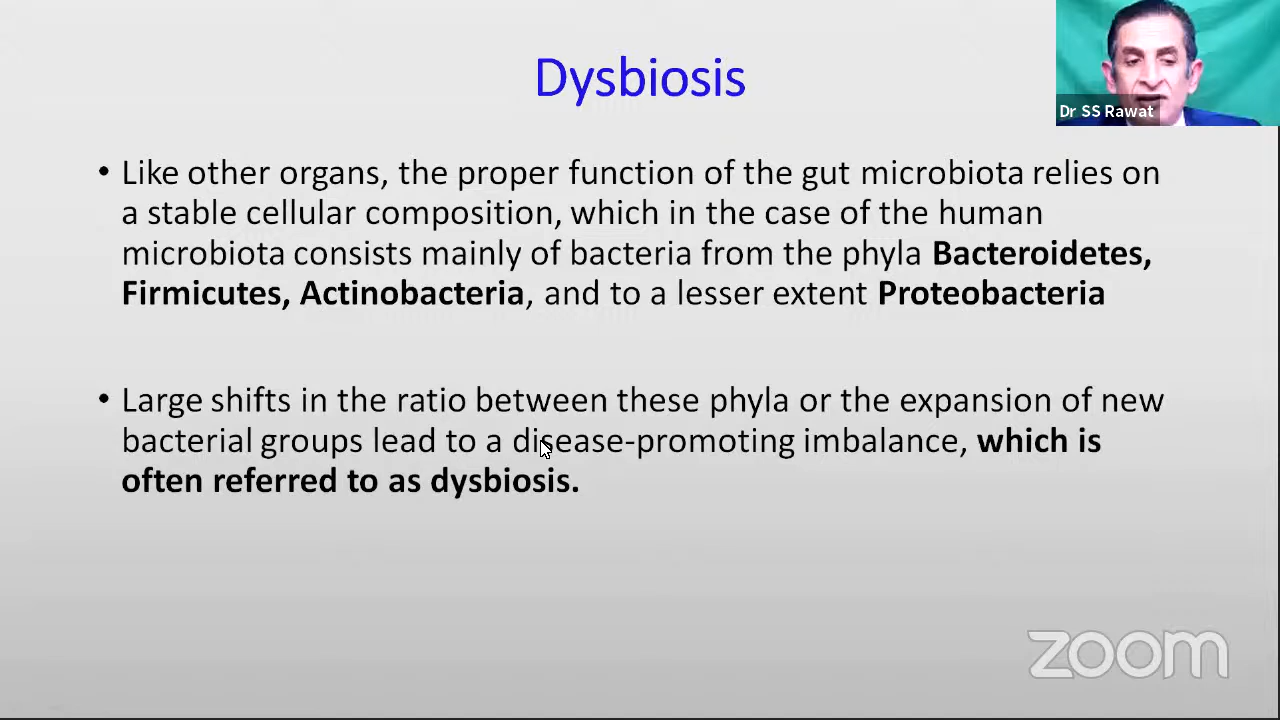 Dysbiosis
Dr SS Rawat
• Like other organs, the proper function of the gut microbiota relies on
a stable cellular composition, which in the case of the human
microbiota consists mainly of bacteria from the phyla Bacteroidetes,
Firmicutes, Actinobacteria, and to a lesser extent Proteobacteria
• Large shifts in the ratio between these phyla or the expansion of new
bacterial groups lead to a disease-promoting imbalance, which is
often referred to as dysbiosis.
zoom